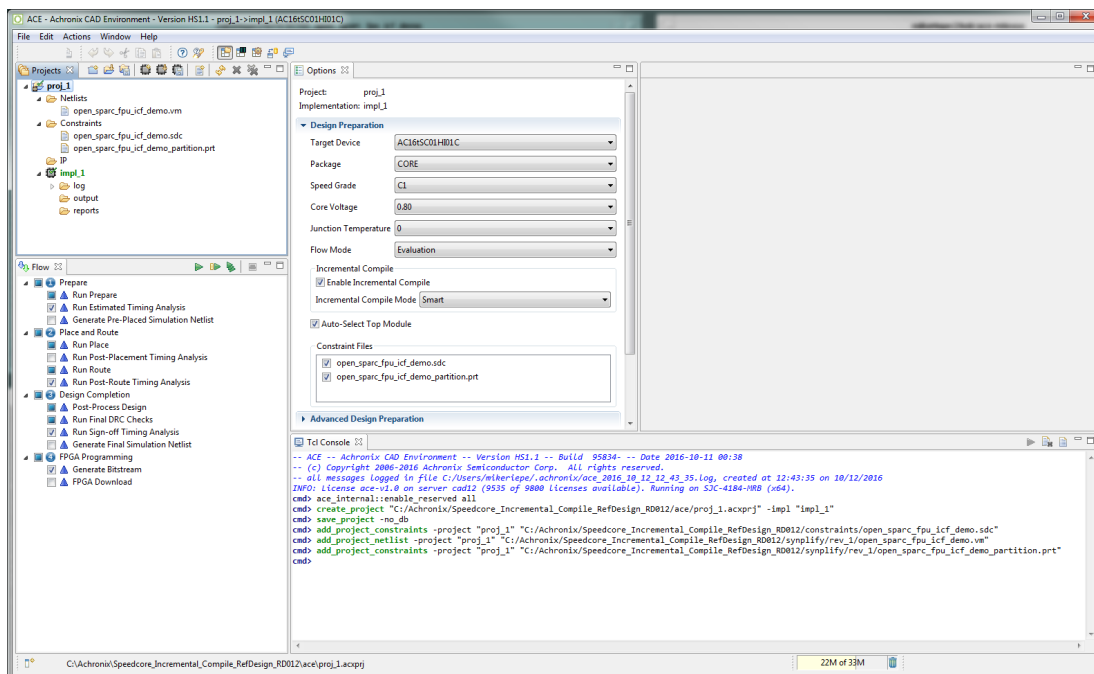 ACE - Achronix CAD Environment - Version HS1.1 - proj_1->impl_1 (AC16tSC01HI01C)
File Edit Actions Window Help
Projects
proj_1
Netlists
open_sparc_fpu_icf_demo.vm
Constraints
open_sparc_fpu_icf_demo.sdc
open_sparc_fpu_icf_demo_partition.prt
IP
impl_1
log
output
reports
Flow
1 Prepare
Run Prepare
Run Estimated Timing Analysis
Generate Pre-Placed Simulation Netlist
2 Place and Route
Run Place
Run Post-Placement Timing Analysis
Run Route
Run Post-Route Timing Analysis
3 Design Completion
Post-Process Design
Run Final DRC Checks
Run Sign-off Timing Analysis
Generate Final Simulation Netlist
4 FPGA Programming
Generate Bitstream
FPGA Download
Options
Project: proj_1
Implementation: impl_1
Design Preparation
Target Device AC16tSC01HI01C
Package CORE
Speed Grade C1
Core Voltage 0.80
Junction Temperature 0
Flow Mode Evaluation
Incremental Compile
Enable Incremental Compile
Incremental Compile Mode Smart
Auto-Select Top Module
Constraint Files
open_sparc_fpu_icf_demo.sdc
open_sparc_fpu_icf_demo_partition.prt
Advanced Design Preparation
Tcl Console
-- ACE -- Achronix CAD Environment -- Version HS1.1 -- Build 95834- -- Date 2016-10-11 00:38
-- (c) Copyright 2006-2016 Achronix Semiconductor Corp. All rights reserved.
-- all messages logged in file C:/Users/mikeriepe/.achronix/ace_2016_10_12_12_43_35.log, created at 12:43:35 on 10/12/2016
INFO: License ace-v1.0 on server cad12 (9535 of 9800 licenses available). Running on SJC-4184-MRB (x64).
cmd> ace_internal::enable_reserved all
cmd> create_project "C:/Achronix/Speedcore_Incremental_Compile_RefDesign_RD012/ace/proj_1.acxprj" -impl "impl_1"
cmd> save_project -no_db
cmd> add_project_constraints -project "proj_1" "C:/Achronix/Speedcore_Incremental_Compile_RefDesign_RD012/constraints/open_sparc_fpu_icf_demo.sdc"
cmd> add_project_netlist -project "proj_1" "C:/Achronix/Speedcore_Incremental_Compile_RefDesign_RD012/synplify/rev_1/open_sparc_fpu_icf_demo.vm"
cmd> add_project_constraints -project "proj_1" "C:/Achronix/Speedcore_Incremental_Compile_RefDesign_RD012/synplify/rev_1/open_sparc_fpu_icf_demo_partition.prt"
cmd>
C:\Achronix\Speedcore_Incremental_Compile_RefDesign_RD012\ace\proj_1.acxprj
22M of 33M